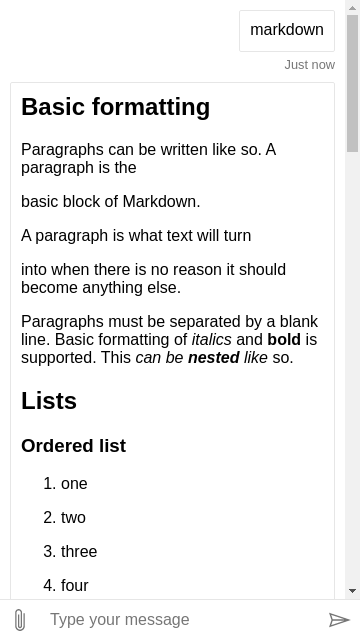 markdown
Just now
Basic formatting
Paragraphs can be written like so. A
paragraph is the
basic block of Markdown.
A paragraph is what text will turn
into when there is no reason it should
become anything else.
Paragraphs must be separated by a blank
line. Basic formatting of italics and bold is
supported. This can be nested like so.
Lists
Ordered list
1. one
2. two
3. three
4. four
Type your message